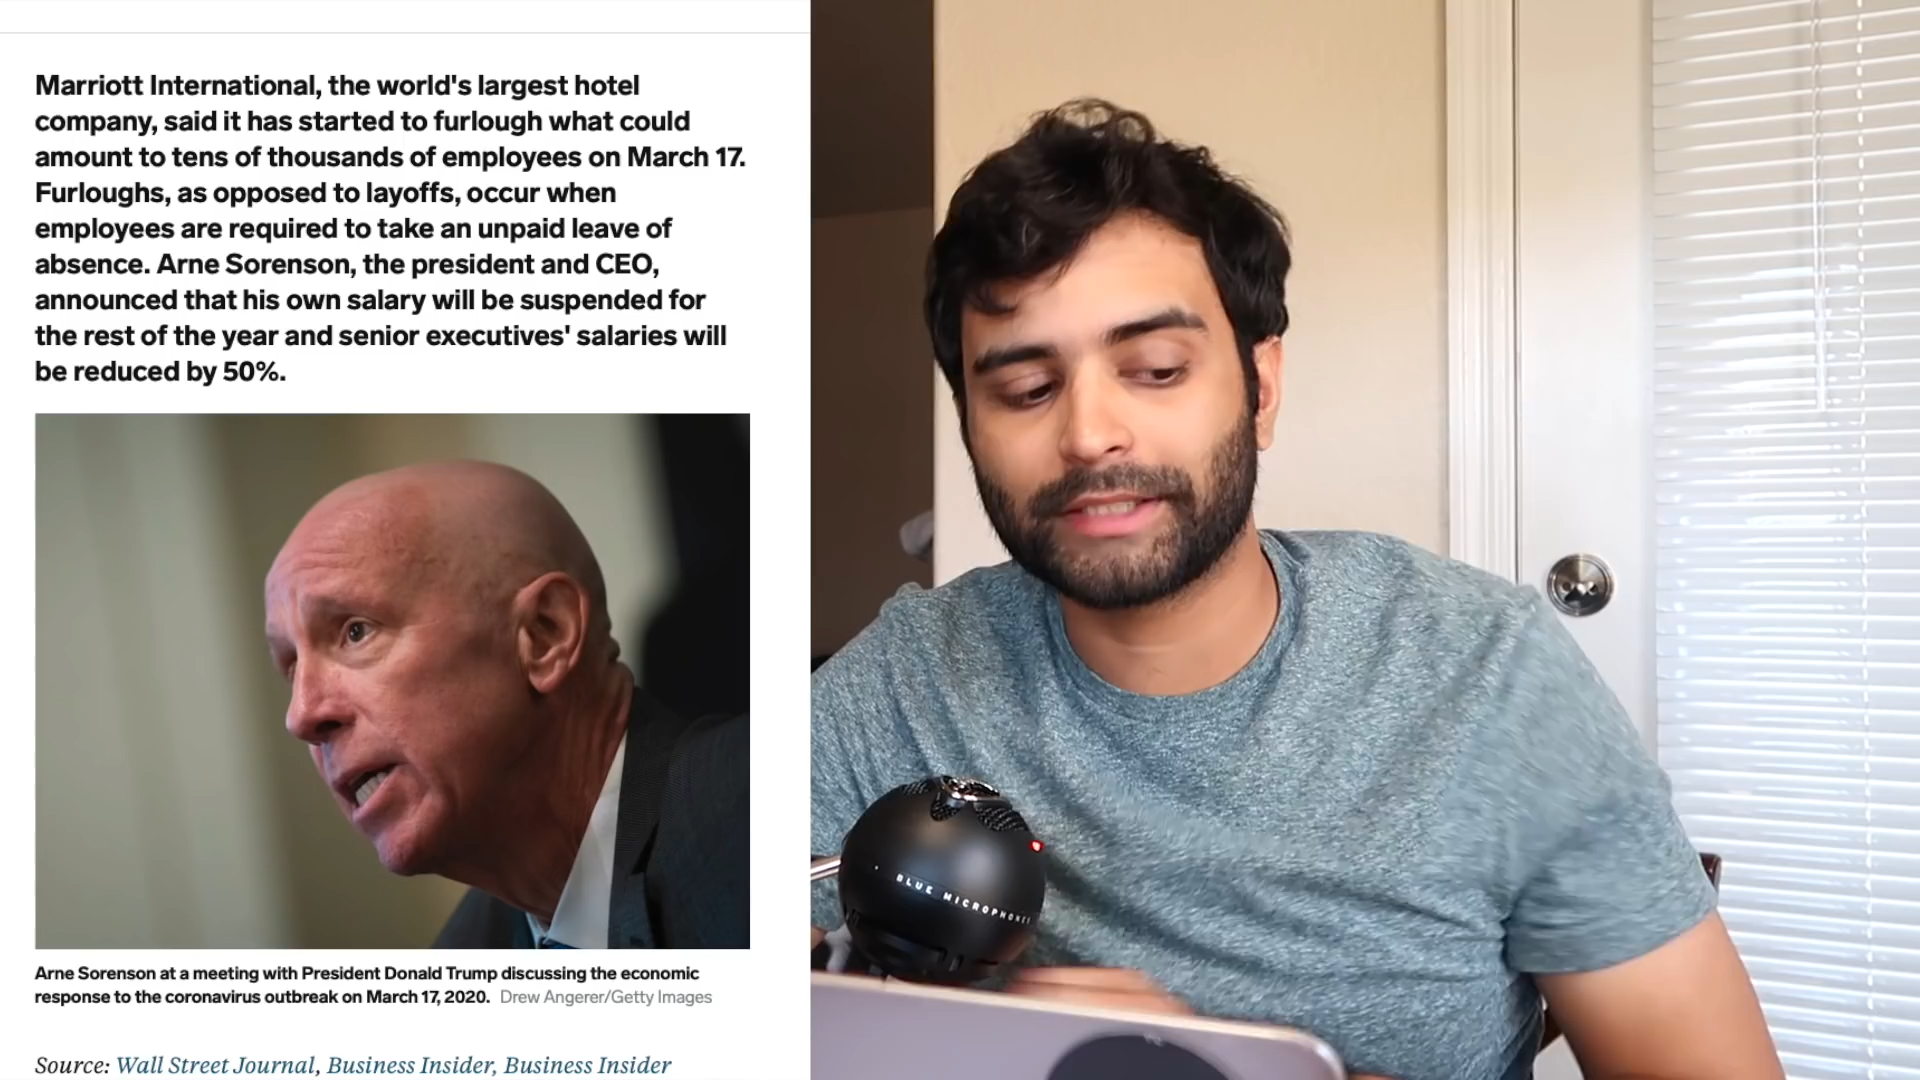 Marriott International, the world's largest hotel
company, said it has started to furlough what could
amount to tens of thousands of employees on March 17.
Furloughs, as opposed to layoffs, occur when
employees are required to take an unpaid leave of
absence. Arne Sorenson, the president and CEO,
announced that his own salary will be suspended for
the rest of the year and senior executives' salaries will
be reduced by 50%.
Arne Sorenson at a meeting with President Donald Trump discussing the economic
response to the coronavirus outbreak on March 17, 2020. Drew Angerer/Getty Images
Source: Wall Street Journal, Business Insider, Business Insider
BLUE MICROPHONES